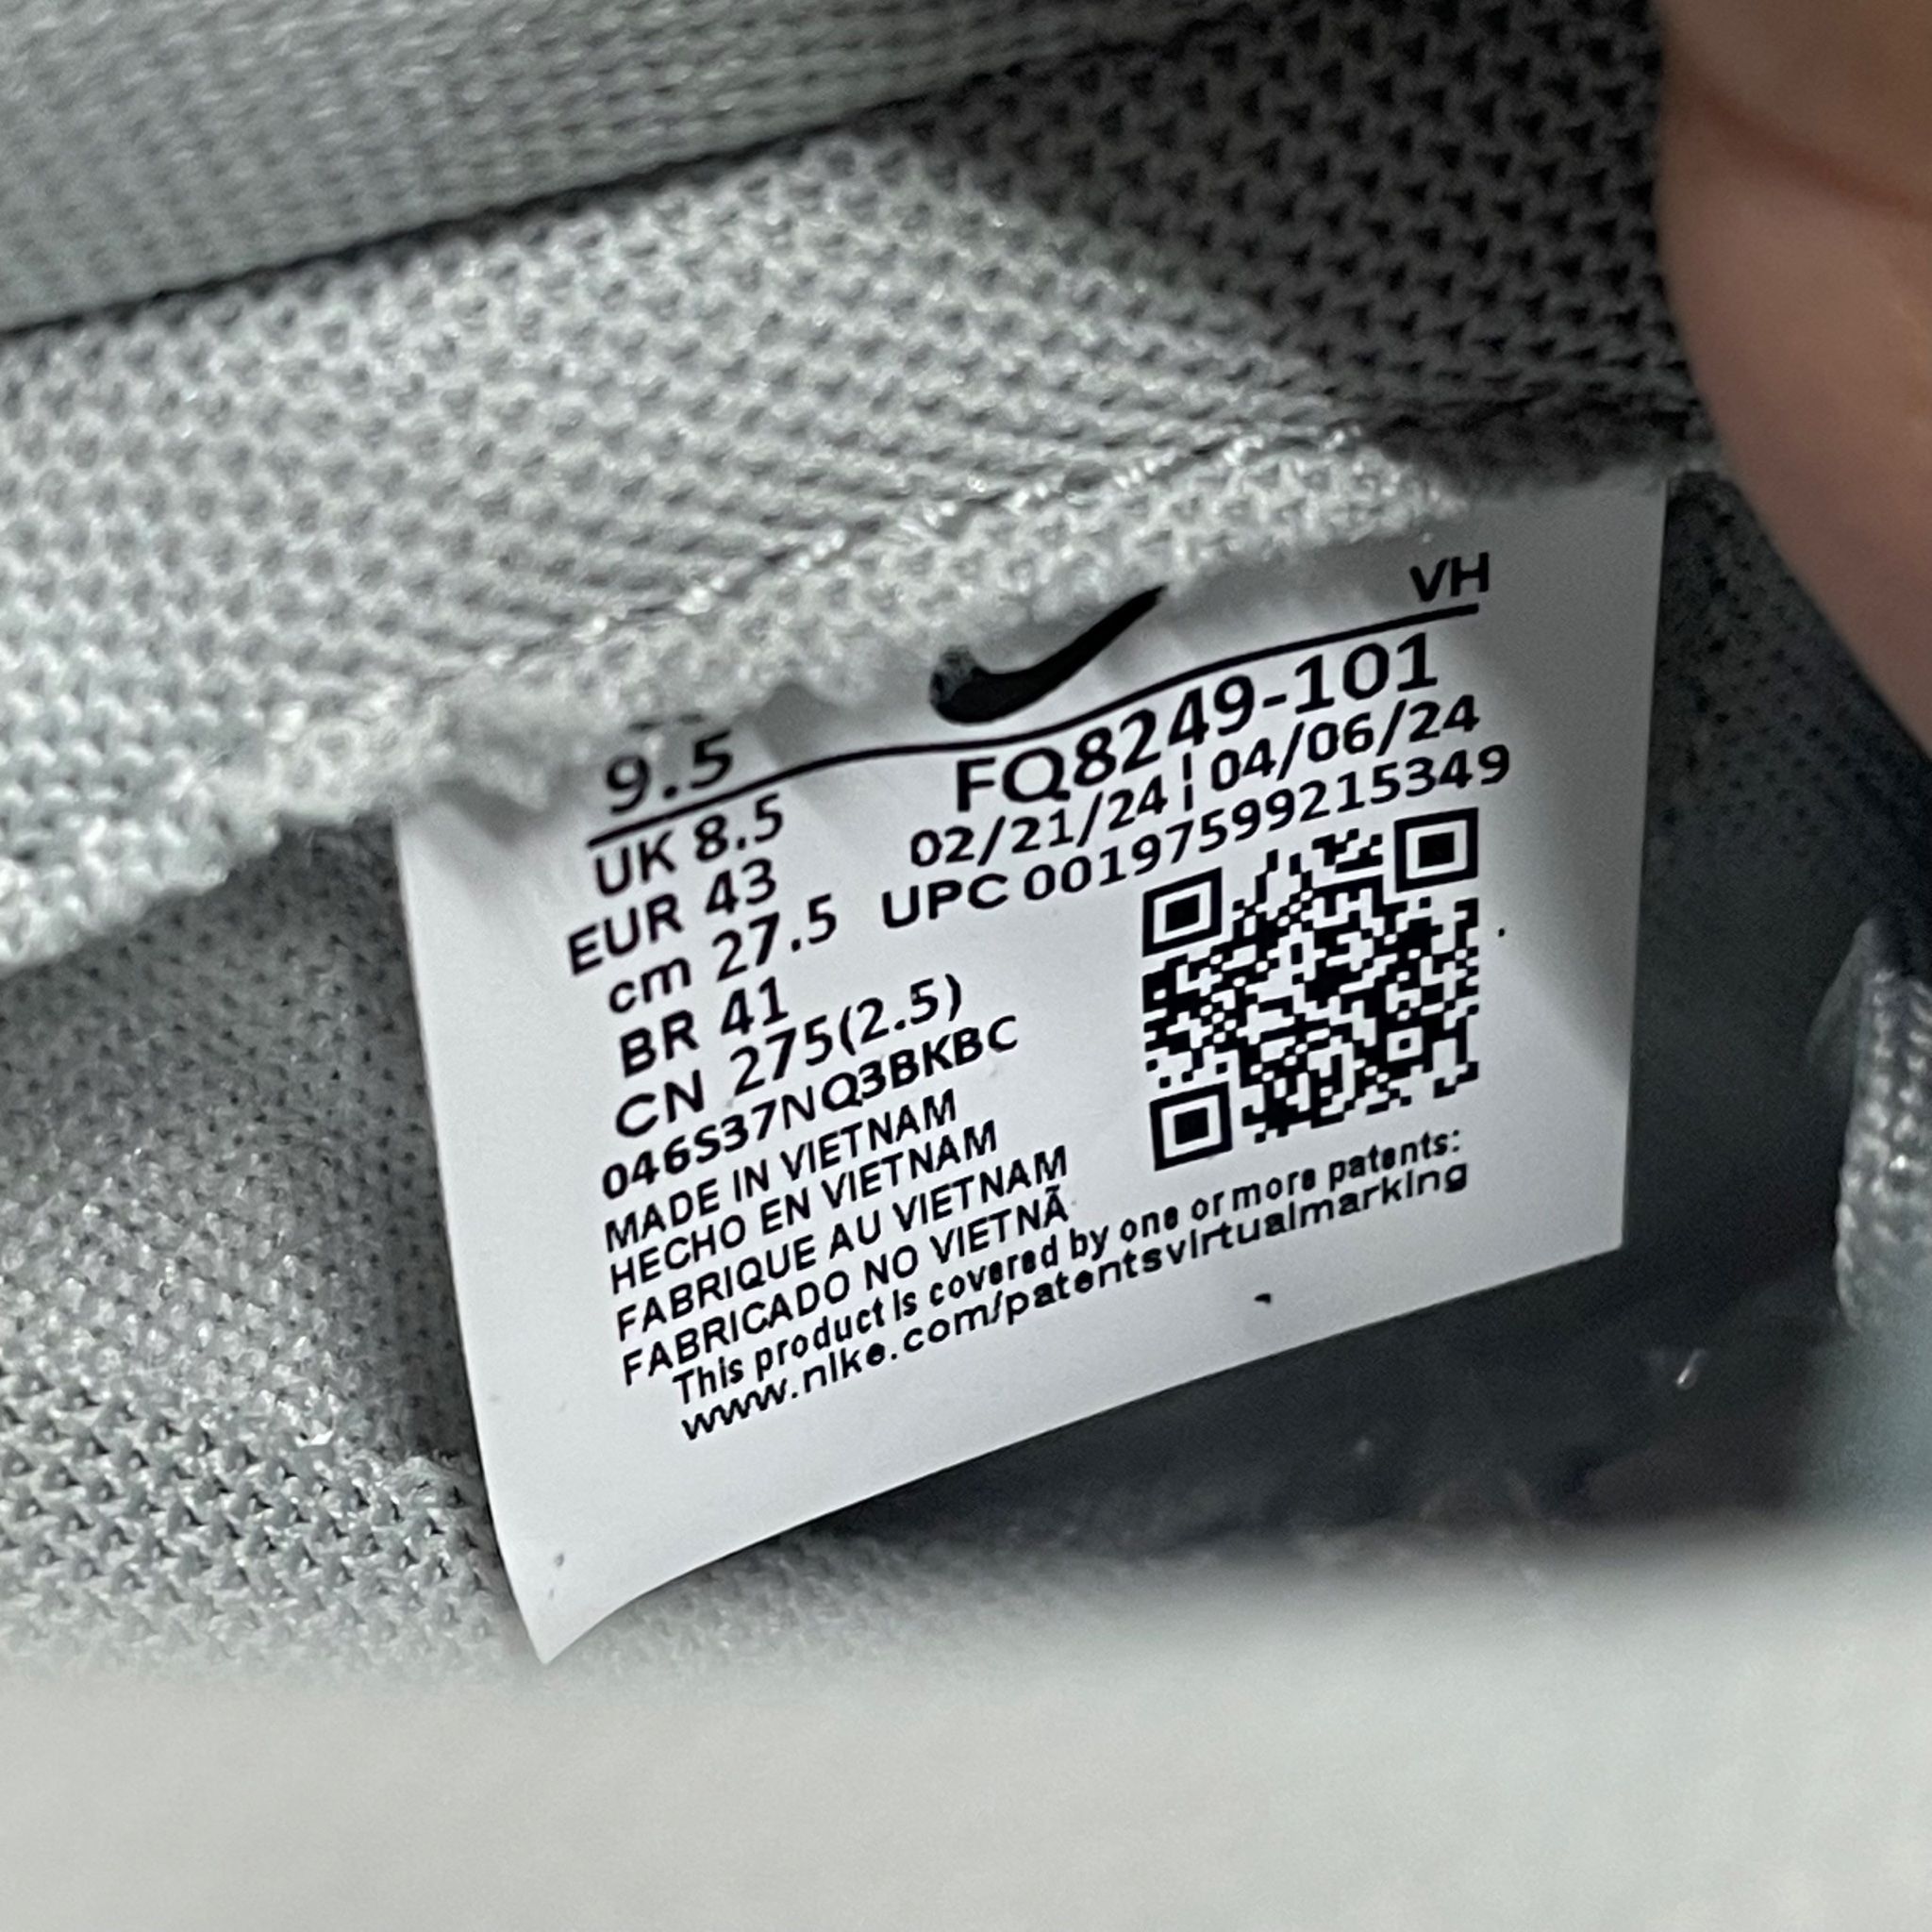 VH
9.5
FQ8249-101
UK 8.5
02/21/24 ¦ 04/06/24
EUR 43
UPC 00197599215349
cm 27.5
BR 41
CN 275(2.5)
046S37NQ3BKBC
MADE IN VIETNAM
HECHO EN VIETNAM
FABRIQUE AU VIETNAM
FABRICADO NO VIETNÃ
This product is covered by one or more patents:
www.nike.com/patentsvirtualmarking